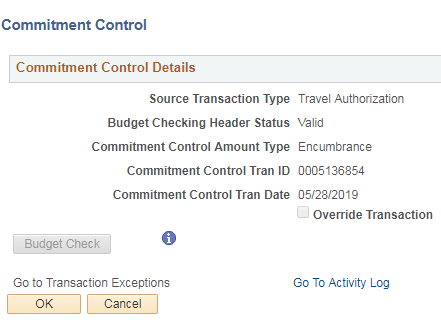 Commitment Control
Commitment Control Details
Source Transaction Type Travel Authorization
Budget Checking Header Status Valid
Commitment Control Amount Type Encumbrance
Commitment Control Tran ID 0005136854
Commitment Control Tran Date 05/28/2019
Override Transaction
Budget Check
Go to Transaction Exceptions Go To Activity Log
OK Cancel